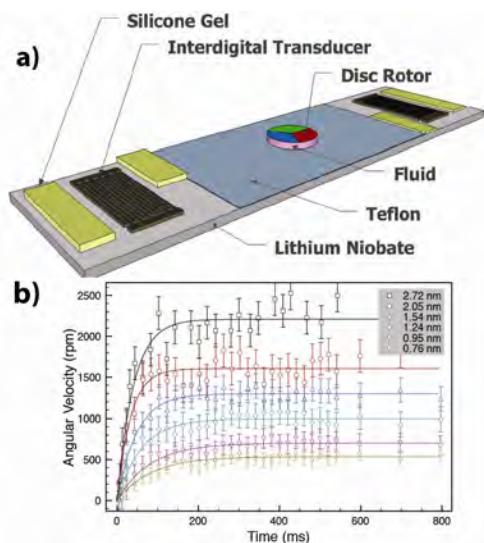 a)
Silicone Gel
Interdigital Transducer
Disc Rotor
Fluid
Teflon
Lithium Niobate
b)
2500
2000
1500
1000
500
0
Angular Velocity (rpm)
2.72 nm
2.05 nm
1.54 nm
1.24 nm
0.95 nm
0.76 nm
0 200 400 600 800
Time (ms)